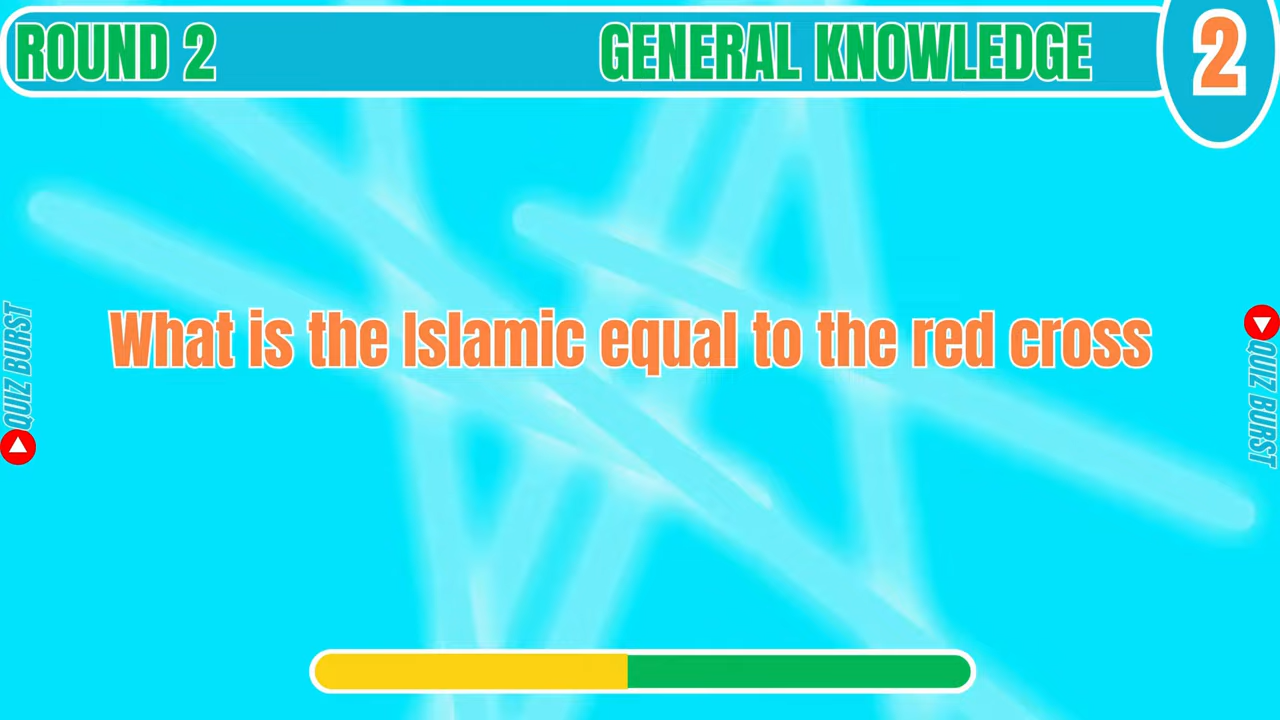 ROUND 2
GENERAL KNOWLEDGE
2
What is the Islamic equal to the red cross
QUIZ BURST
QUIZ BURST